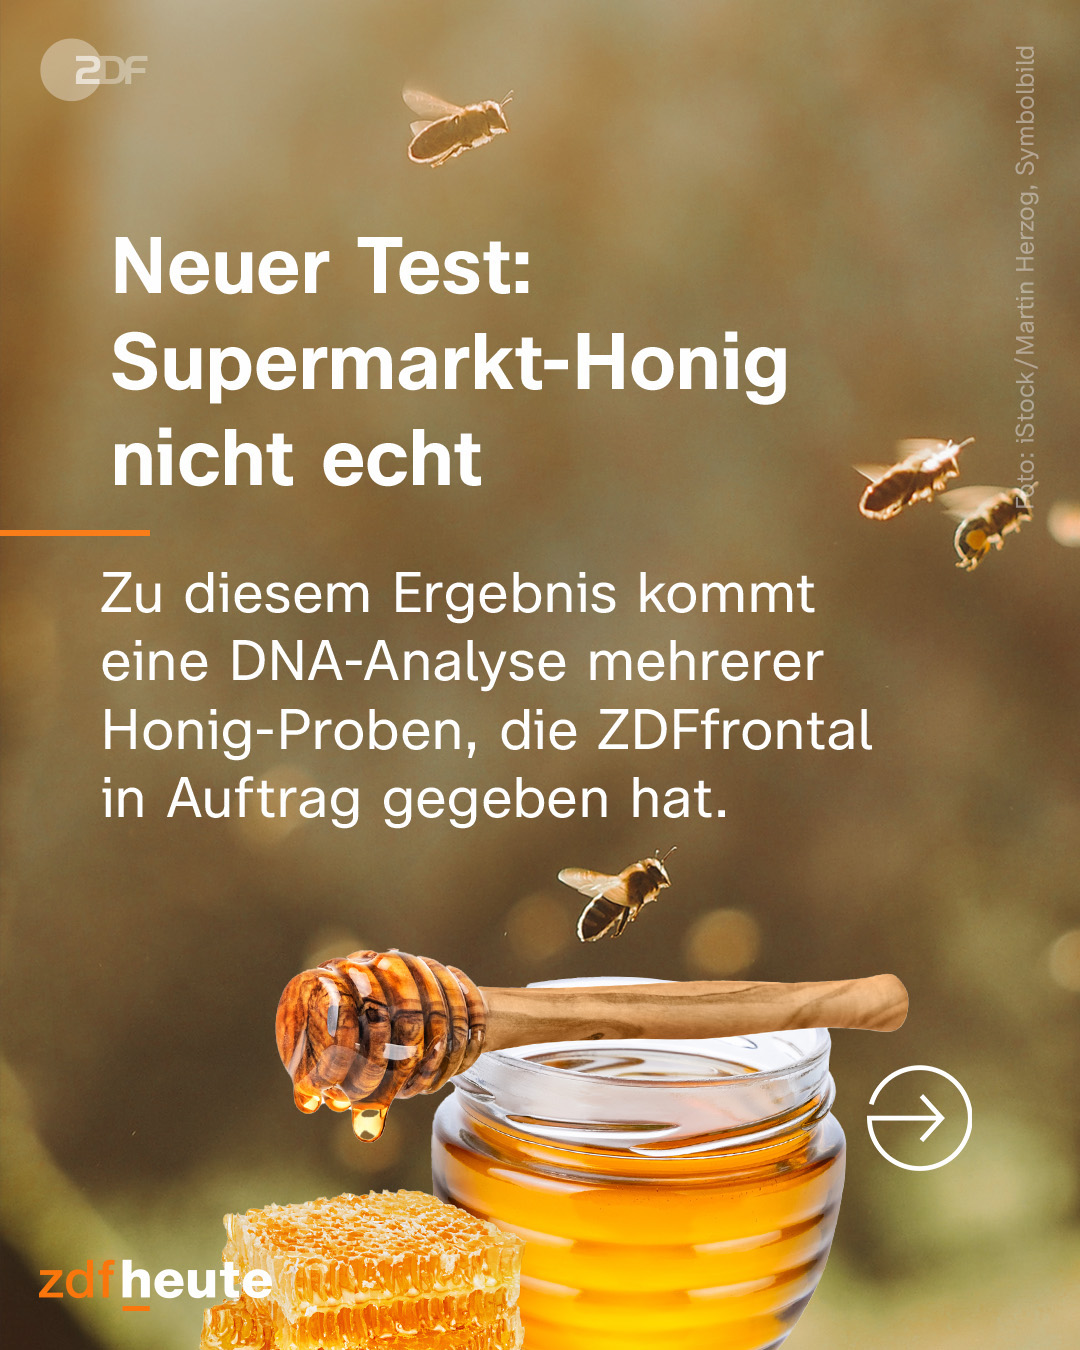 ZDF
Foto: iStock/Martin Herzog, Symbolbild
Neuer Test:
Supermarkt-Honig
nicht echt
Zu diesem Ergebnis kommt
eine DNA-Analyse mehrerer
Honig-Proben, die ZDFfrontal
in Auftrag gegeben hat.
zdfheute